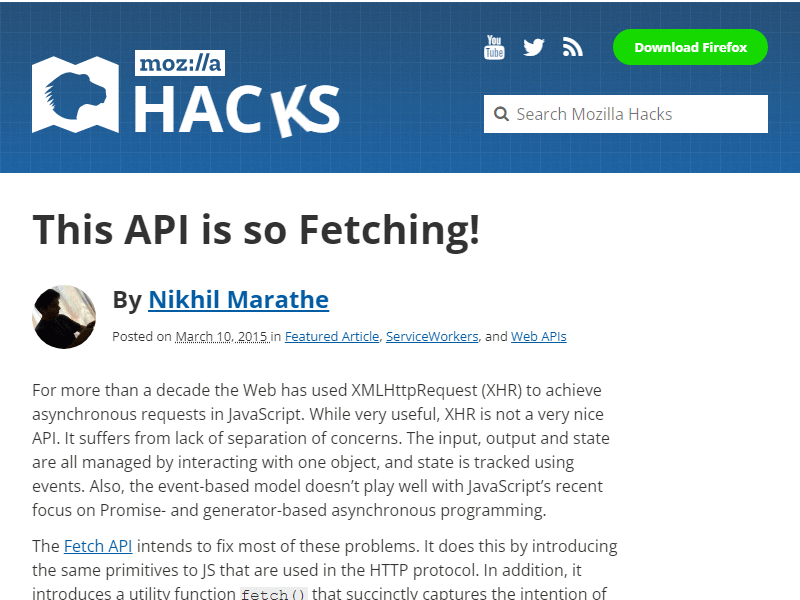 You
Tube
Download Firefox
moz://a
HACKS
Search Mozilla Hacks
This API is so Fetching!
By Nikhil Marathe
Posted on March 10, 2015 in Featured Article, ServiceWorkers, and Web APIs
For more than a decade the Web has used XMLHttpRequest (XHR) to achieve
asynchronous requests in JavaScript. While very useful, XHR is not a very nice
API. It suffers from lack of separation of concerns. The input, output and state
are all managed by interacting with one object, and state is tracked using
events. Also, the event-based model doesn’t play well with JavaScript’s recent
focus on Promise- and generator-based asynchronous programming.
The Fetch API intends to fix most of these problems. It does this by introducing
the same primitives to JS that are used in the HTTP protocol. In addition, it
introduces a utility function fetch() that succinctly captures the intention of